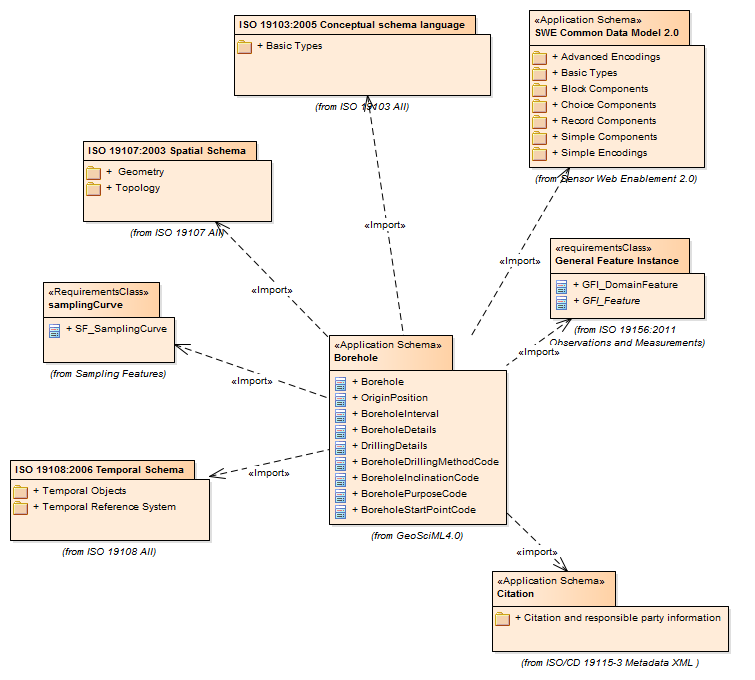 ISO 19103:2005 Conceptual schema language
+ Basic Types
(from ISO 19103 All)
«Application Schema»
SWE Common Data Model 2.0
+ Advanced Encodings
+ Basic Types
+ Block Components
+ Choice Components
+ Record Components
+ Simple Components
+ Simple Encodings
(from Sensor Web Enablement 2.0)
ISO 19107:2003 Spatial Schema
+ Geometry
+ Topology
(from ISO 19107 All)
«Import»
«Import»
«Import»
«requirementsClass»
General Feature Instance
+ GFI_DomainFeature
+ GFI_Feature
(from ISO 19156:2011
Observations and Measurements)
«Import»
«RequirementsClass»
samplingCurve
+ SF_SamplingCurve
(from Sampling Features)
«Import»
«Application Schema»
Borehole
+ Borehole
+ OriginPosition
+ BoreholeInterval
+ BoreholeDetails
+ DrillingDetails
+ BoreholeDrillingMethodCode
+ BoreholeInclinationCode
+ BoreholePurposeCode
+ BoreholeStartPointCode
(from GeoSciML4.0)
ISO 19108:2006 Temporal Schema
+ Temporal Objects
+ Temporal Reference System
(from ISO 19108 All)
«Import»
«import»
«Application Schema»
Citation
+ Citation and responsible party information
(from ISO/CD 19115-3 Metadata XML )